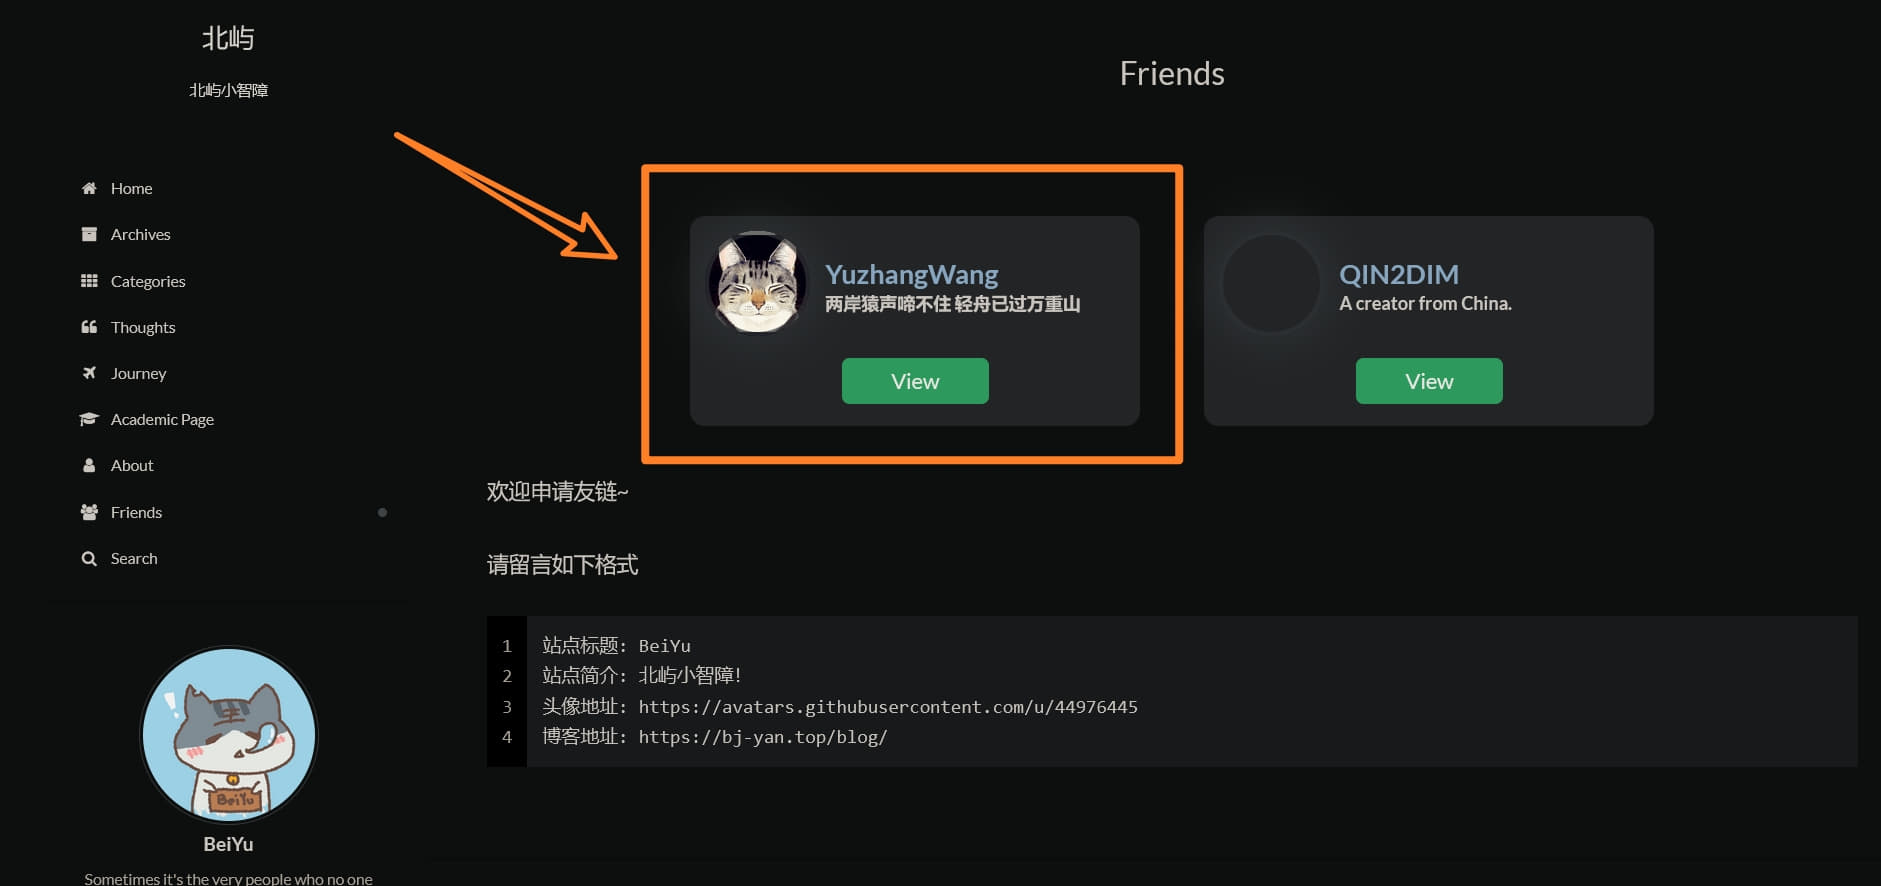 北屿
北屿小智障
Home
Archives
Categories
Thoughts
Journey
Academic Page
About
Friends
Search
BeiYu
BeiYu
Sometimes it's the very people who no one
Friends
YuzhangWang
两岸猿声啼不住 轻舟已过万重山
View
QIN2DIM
A creator from China.
View
欢迎申请友链~
请留言如下格式
1 站点标题: BeiYu
2 站点简介: 北屿小智障!
3 头像地址: https://avatars.githubusercontent.com/u/44976445
4 博客地址: https://bj-yan.top/blog/